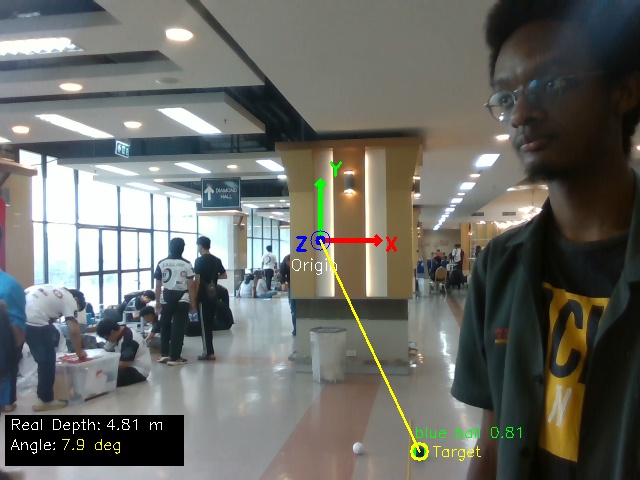 DIAMOND
HALL
Y
Z
X
Origin
blue ball 0.81
Target
Real Depth: 4.81 m
Angle: 7.9 deg